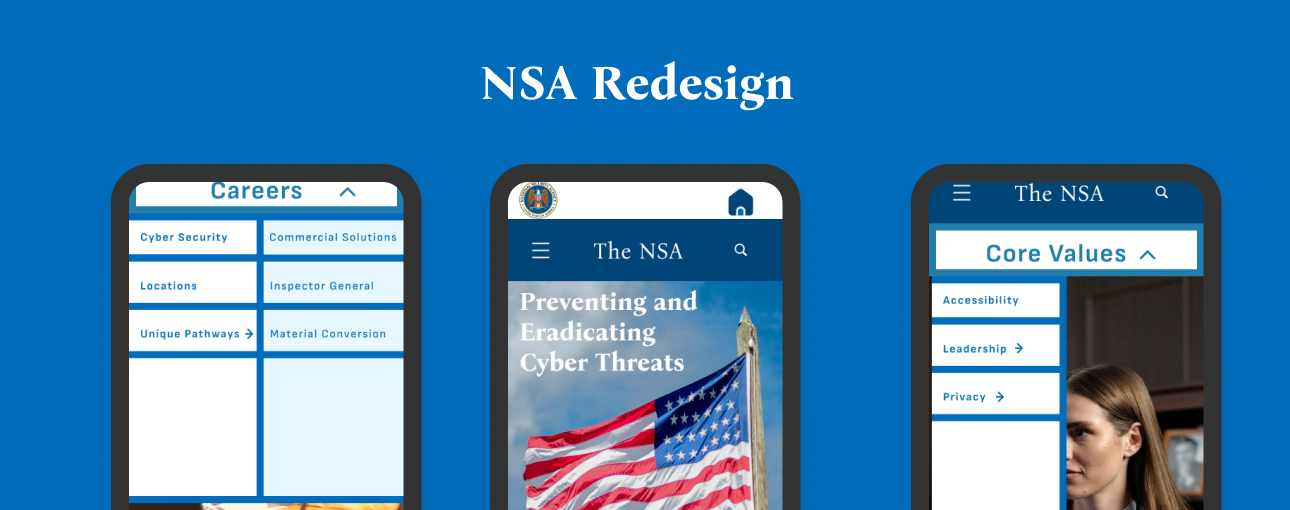 NSA Redesign
Careers
Cyber Security
Commercial Solutions
Locations
Inspector General
Unique Pathways →
Material Conversion
The NSA
Preventing and
Eradicating
Cyber Threats
The NSA
Core Values
Accessibility
Leadership →
Privacy →